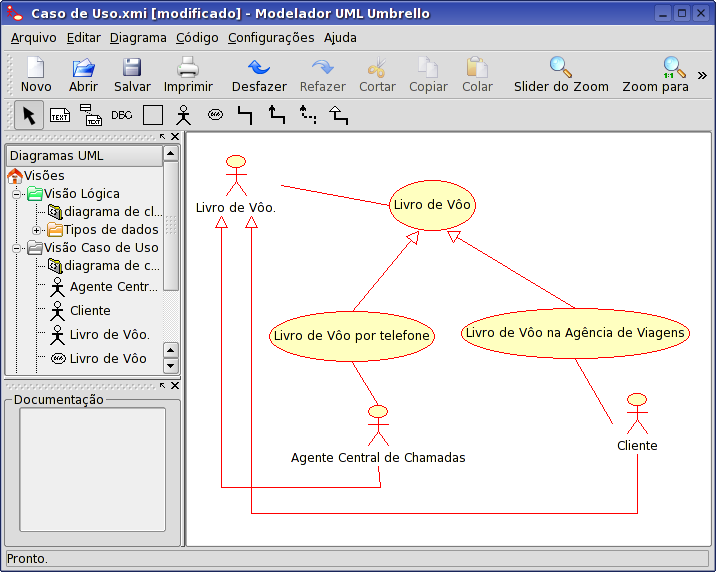 Caso de Uso.xmi [modificado] - Modelador UML Umbrello
Arquivo Editar Diagrama Código Configurações Ajuda
Novo Abrir Salvar Imprimir Desfazer Refazer Cortar Copiar Colar Slider do Zoom Zoom para
TEXT TEXT DBC
Diagramas UML
Visões
Visão Lógica
diagrama de cl...
Tipos de dados
Visão Caso de Uso
diagrama de c...
Agente Centr...
Cliente
Livro de Vôo.
Livro de Vôo
Documentação
Livro de Vôo.
Livro de Vôo
Livro de Vôo por telefone
Livro de Vôo na Agência de Viagens
Agente Central de Chamadas
Cliente
Pronto.